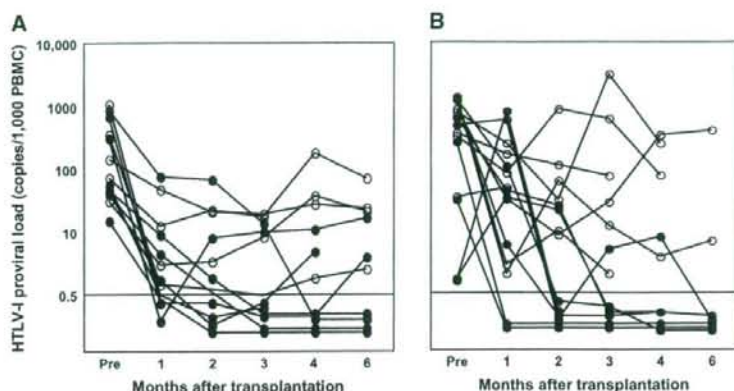 A
B
HTLV-I proviral load (copies/1,000 PBMC)
10,000
1000
100
10
0.5
Pre 1 2 3 4 6
Pre 1 2 3 4 6
Months after transplantation
Months after transplantation